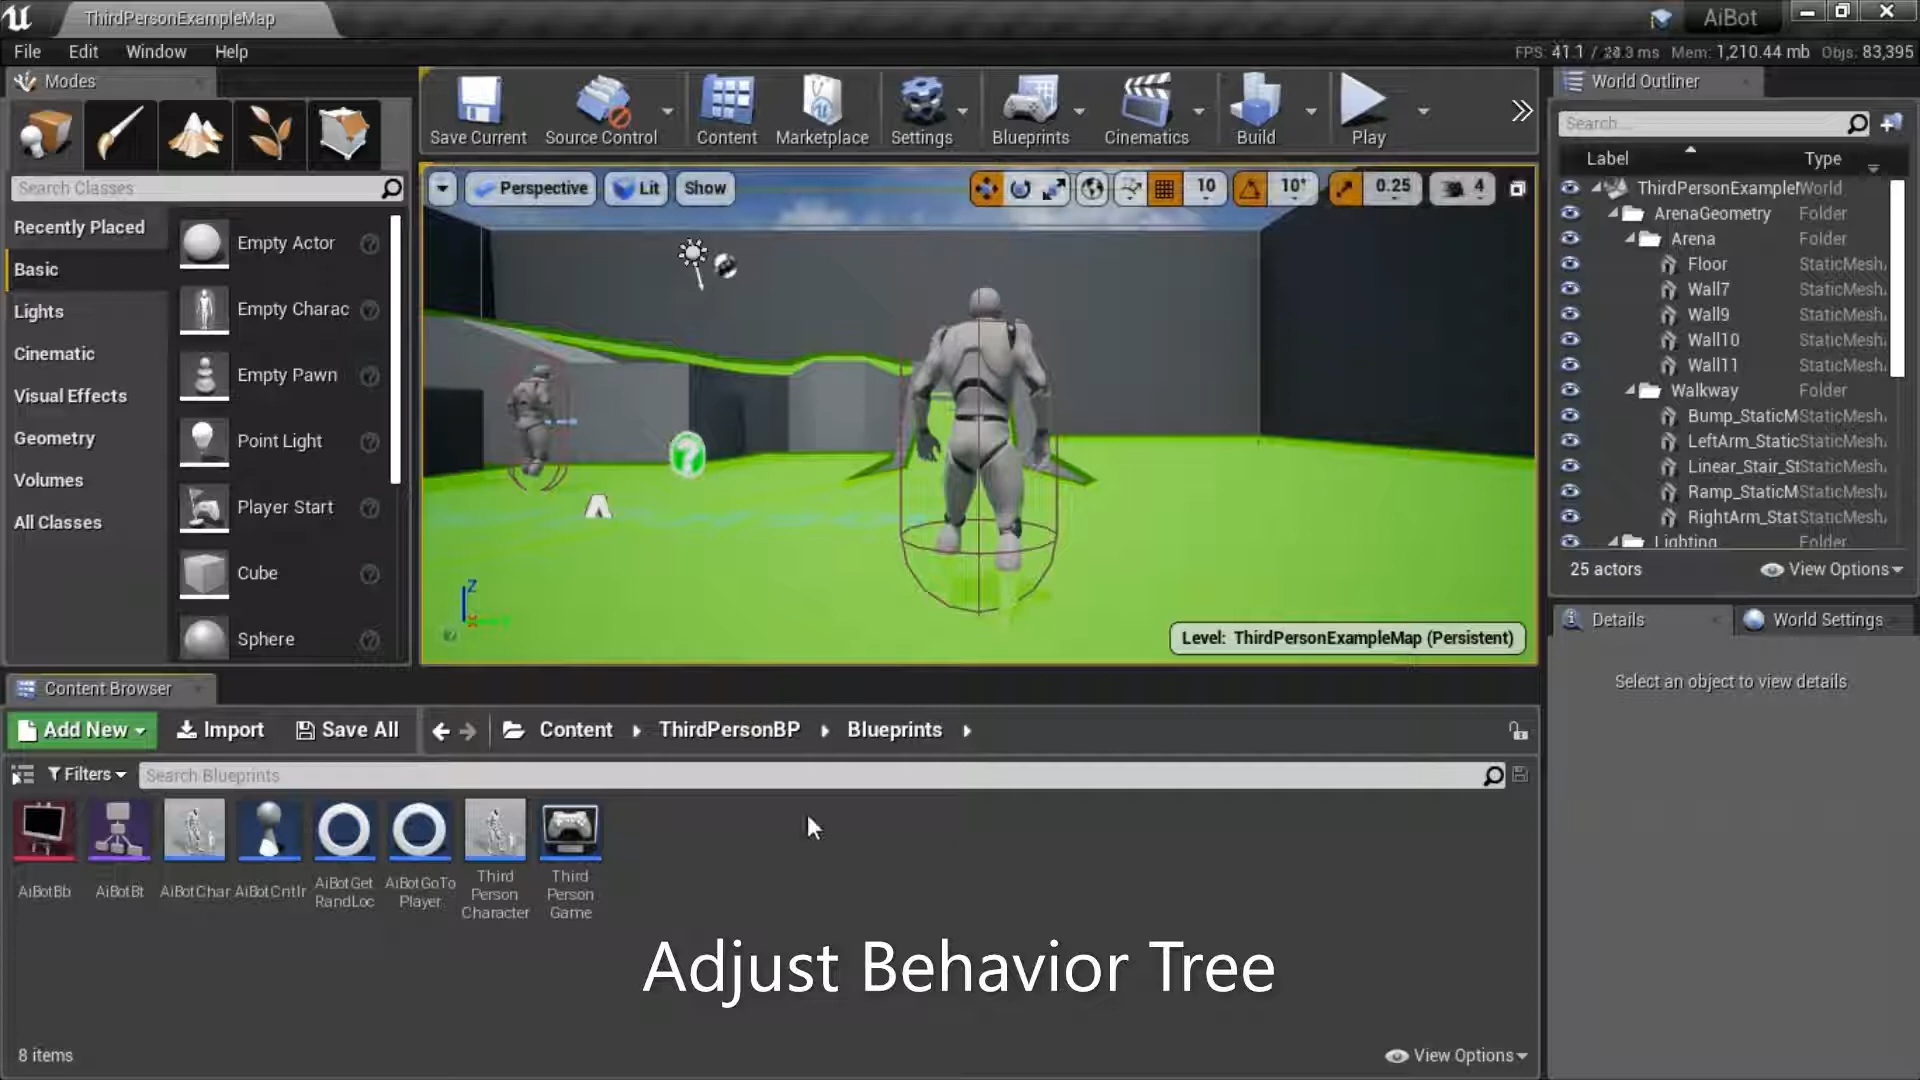 ThirdPersonExampleMap
AiBot
File Edit Window Help
FPS: 41.1 / 24.3 ms Mem: 1,210.44 mb Objs: 83,395
Modes
Save Current
Source Control
Content
Marketplace
Settings
Blueprints
Cinematics
Build
Play
Search Classes
Recently Placed
Basic
Lights
Cinematic
Visual Effects
Geometry
Volumes
All Classes
Empty Actor
Empty Charac
Empty Pawn
Point Light
Player Start
Cube
Sphere
Perspective
Lit
Show
10
10°
0.25
4
Z
Level: ThirdPersonExampleMap (Persistent)
World Outliner
Search...
Label Type
ThirdPersonExampleI World
ArenaGeometry Folder
Arena Folder
Floor StaticMesh
Wall7 StaticMesh
Wall9 StaticMesh
Wall10 StaticMesh
Wall11 StaticMesh
Walkway Folder
Bump_StaticM StaticMesh
LeftArm_Static StaticMesh
Linear_Stair_St StaticMesh
Ramp_StaticM StaticMesh
RightArm_Stat StaticMesh
Lighting Folder
25 actors
View Options
Details
World Settings
Select an object to view details
Content Browser
Add New
Import
Save All
Content
ThirdPersonBP
Blueprints
Filters
Search Blueprints
AiBotBb
AiBotBt
AiBotChar
AiBotCntlr
AiBotGet
RandLoc
AiBotGoTo
Player
Third
Person
Character
Third
Person
Game
Adjust Behavior Tree
8 items
View Options